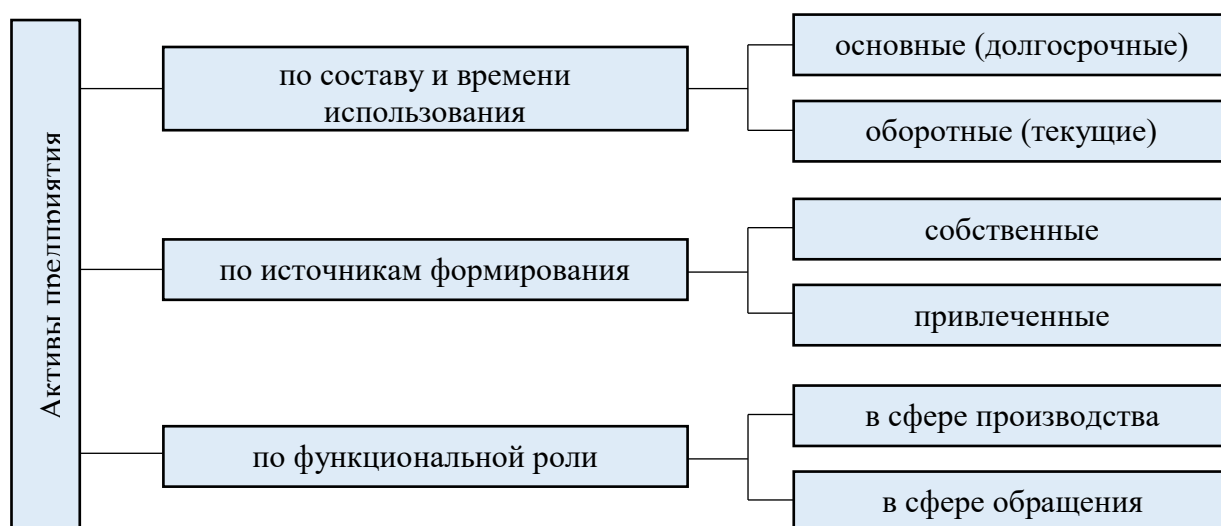 Активы предприятия
по составу и времени
использования
основные (долгосрочные)
оборотные (текущие)
по источникам формирования
собственные
привлеченные
по функциональной роли
в сфере производства
в сфере обращения